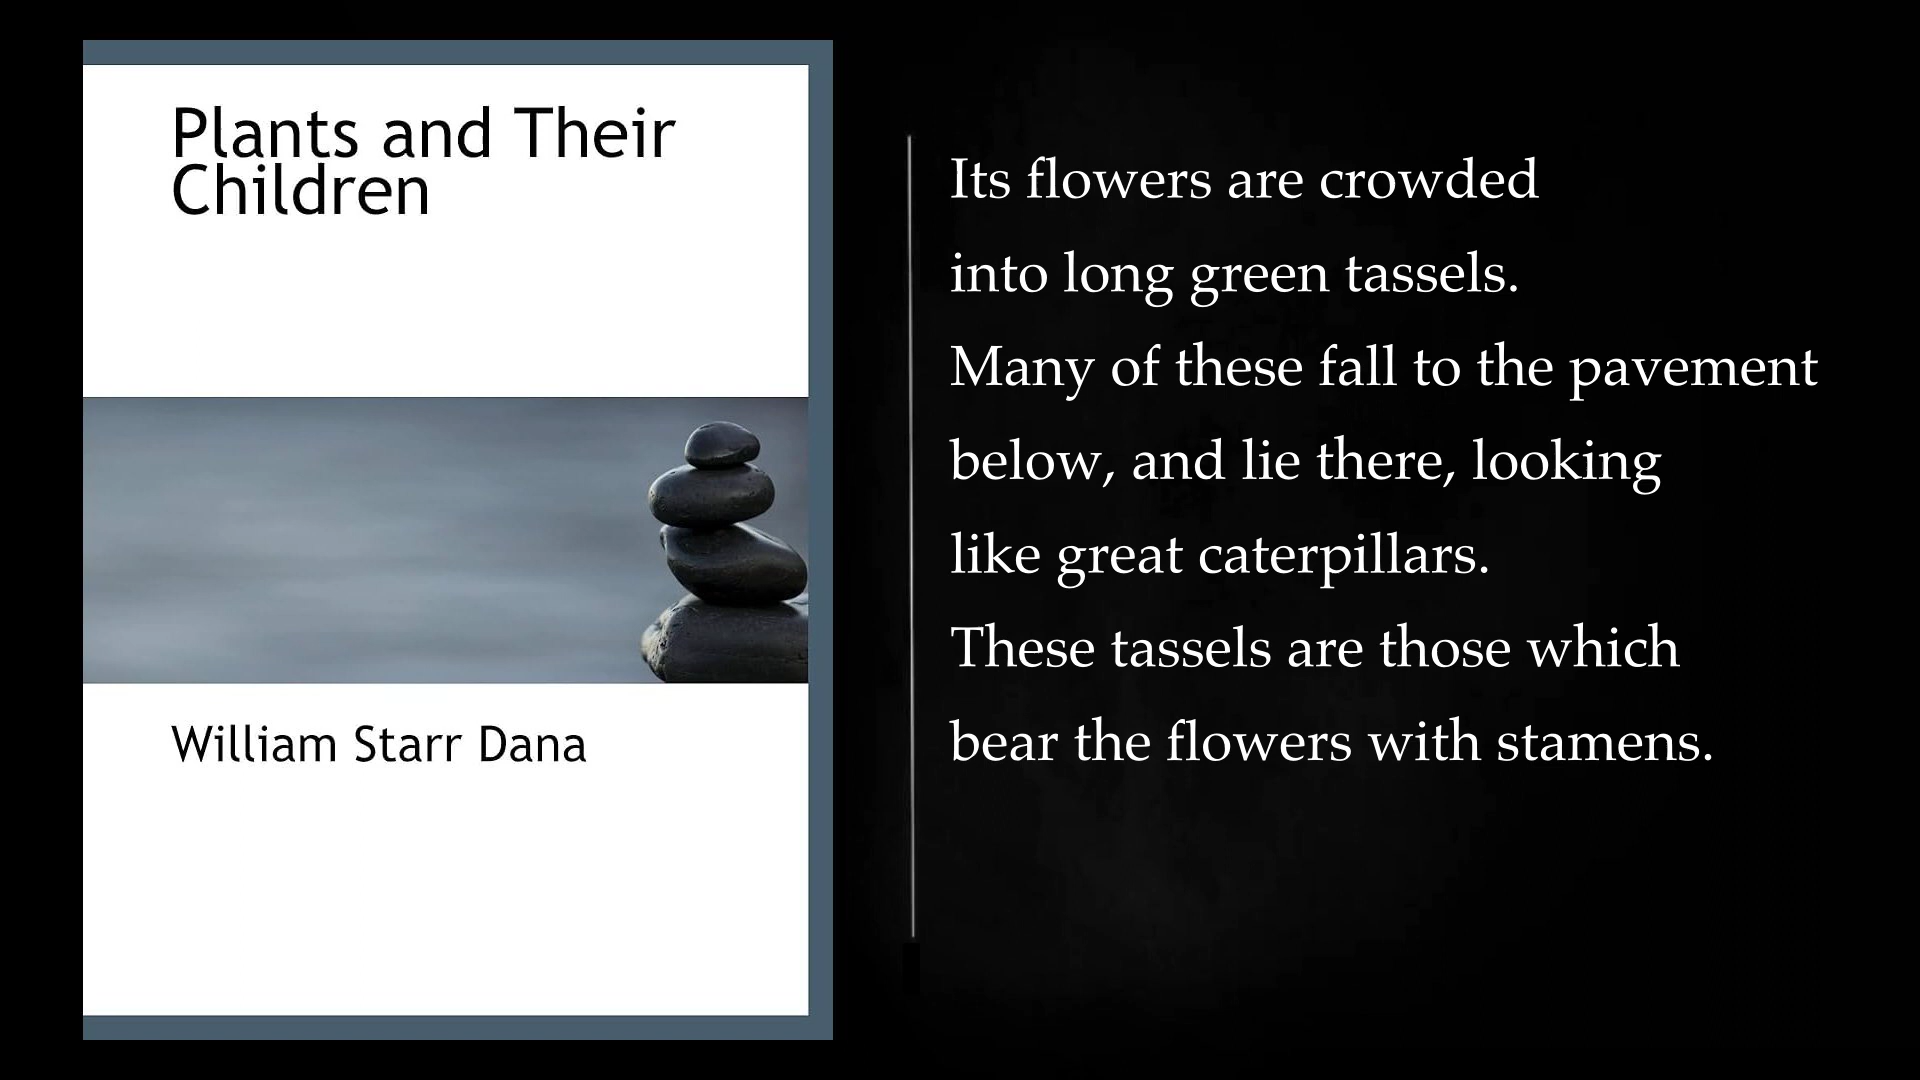 Plants and Their
Children
William Starr Dana
Its flowers are crowded
into long green tassels.
Many of these fall to the pavement
below, and lie there, looking
like great caterpillars.
These tassels are those which
bear the flowers with stamens.